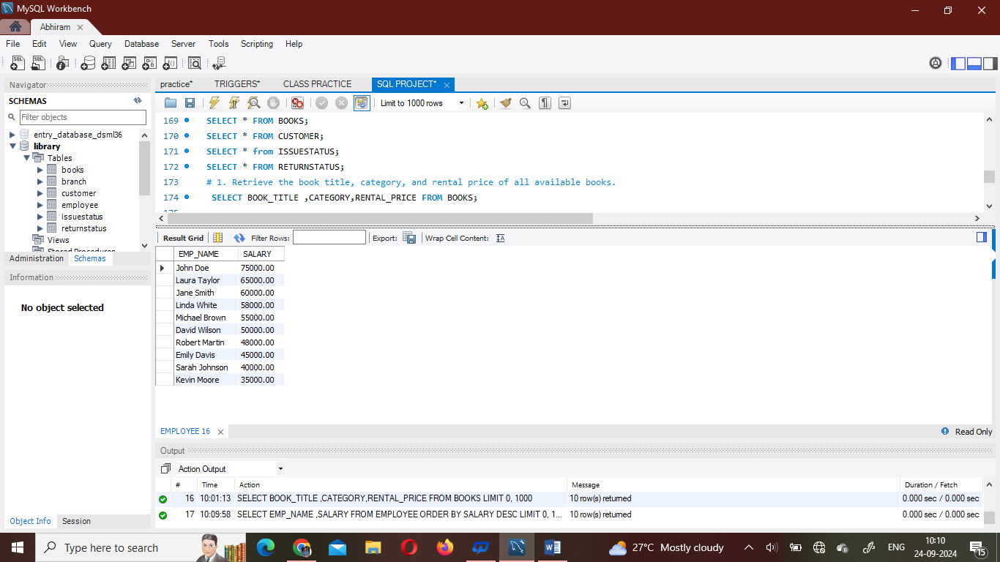 MySQL Workbench
Abhiram
File Edit View Query Database Server Tools Scripting Help
Navigator
SCHEMAS
Filter objects
entry_database_dsml36
library
Tables
books
branch
customer
employee
issuestatus
returnstatus
Views
Stored Procedures
Administration Schemas
Information
No object selected
Object Info Session
practice* TRIGGERS* CLASS PRACTICE SQL PROJECT*
Limit to 1000 rows
169 SELECT * FROM BOOKS;
170 SELECT * FROM CUSTOMER;
171 SELECT * from ISSUESTATUS;
172 SELECT * FROM RETURNSTATUS;
173 # 1. Retrieve the book title, category, and rental price of all available books.
174 SELECT BOOK_TITLE ,CATEGORY,RENTAL_PRICE FROM BOOKS;
Result Grid Filter Rows: Export: Wrap Cell Content:
EMP_NAME SALARY
John Doe 75000.00
Laura Taylor 65000.00
Jane Smith 60000.00
Linda White 58000.00
Michael Brown 55000.00
David Wilson 50000.00
Robert Martin 48000.00
Emily Davis 45000.00
Sarah Johnson 40000.00
Kevin Moore 35000.00
EMPLOYEE 16 Read Only
Output
Action Output
# Time Action Message Duration / Fetch
16 10:01:13 SELECT BOOK_TITLE ,CATEGORY,RENTAL_PRICE FROM BOOKS LIMIT 0, 1000 10 row(s) returned 0.000 sec / 0.000 sec
17 10:09:58 SELECT EMP_NAME ,SALARY FROM EMPLOYEE ORDER BY SALARY DESC LIMIT 0, 1... 10 row(s) returned 0.000 sec / 0.000 sec
Type here to search 27°C Mostly cloudy ENG 10:10
24-09-2024 15